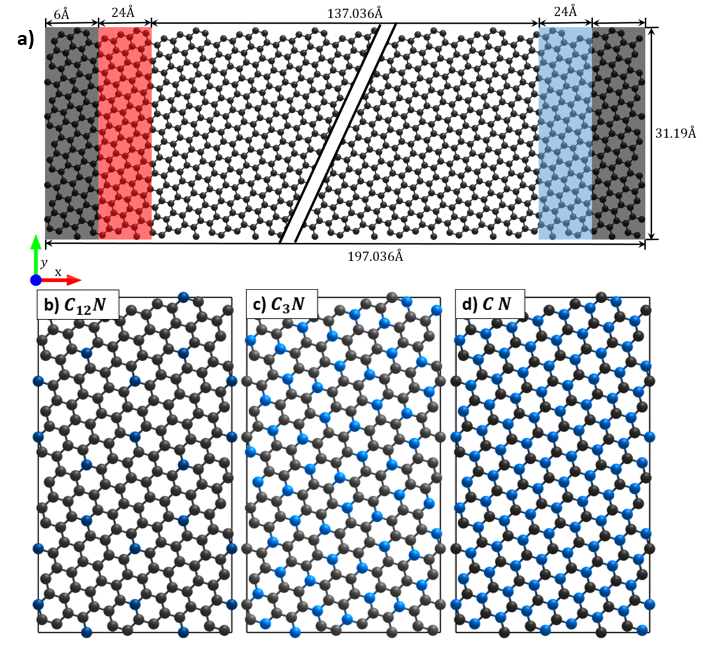 6Å 24Å 137.036Å 24Å
a)
31.19Å
197.036Å
y
x
b) C₁₂N c) C₃N d) C N